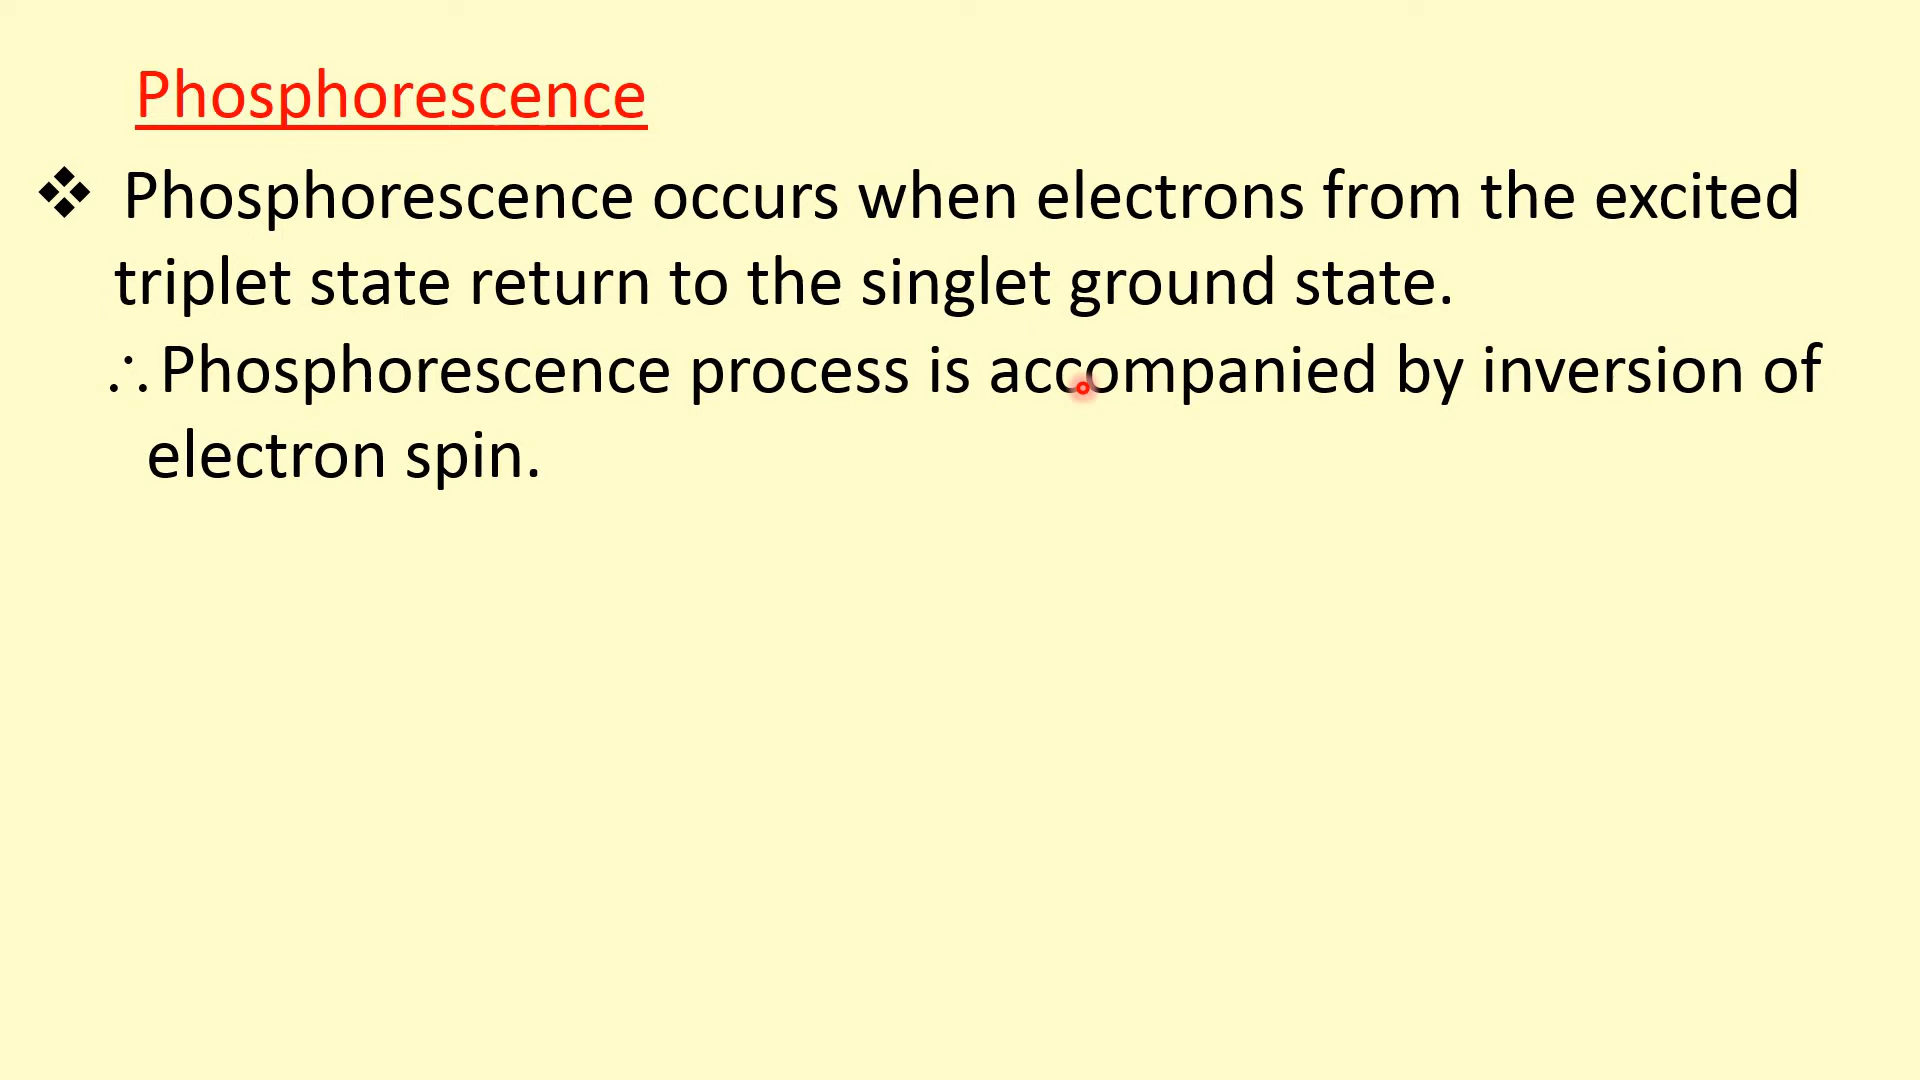 Phosphorescence
❖ Phosphorescence occurs when electrons from the excited
triplet state return to the singlet ground state.
∴ Phosphorescence process is accompanied by inversion of
electron spin.